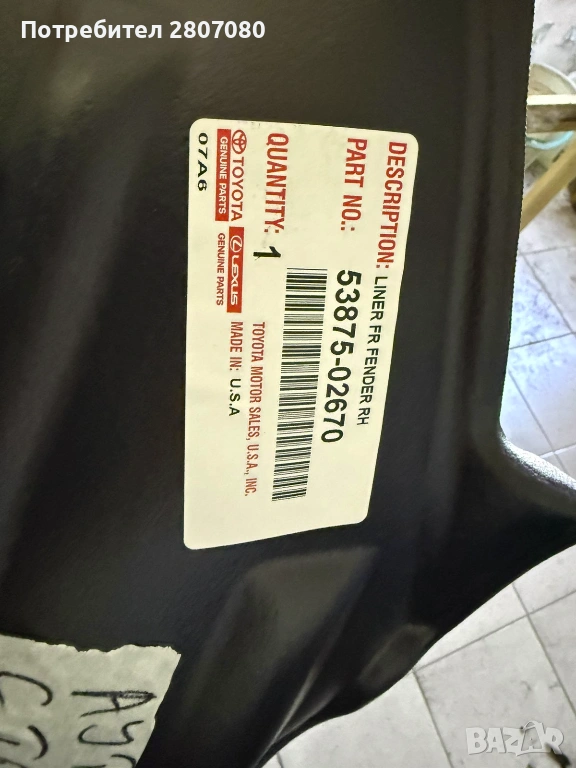 Потребител 2807080
DESCRIPTION: LINER FR FENDER RH
PART NO.: 53875-02670
QUANTITY: 1
TOYOTA GENUINE PARTS
LEXUS GENUINE PARTS
TOYOTA MOTOR SALES, U.S.A., INC.
MADE IN: U.S.A
07A6
BAZAR